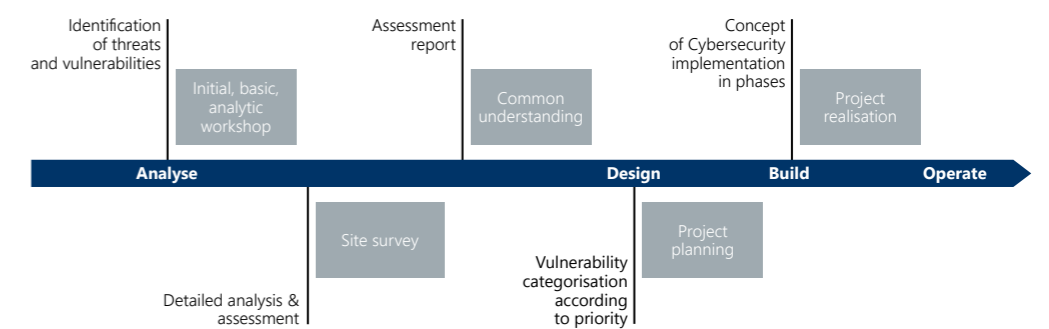 Identification
of threats
and vulnerabilities
Initial, basic,
analytic
workshop
Assessment
report
Common
understanding
Concept
of Cybersecurity
implementation
in phases
Project
realisation
Analyse
Design
Build
Operate
Site survey
Detailed analysis &
assessment
Vulnerability
categorisation
according
to priority
Project
planning